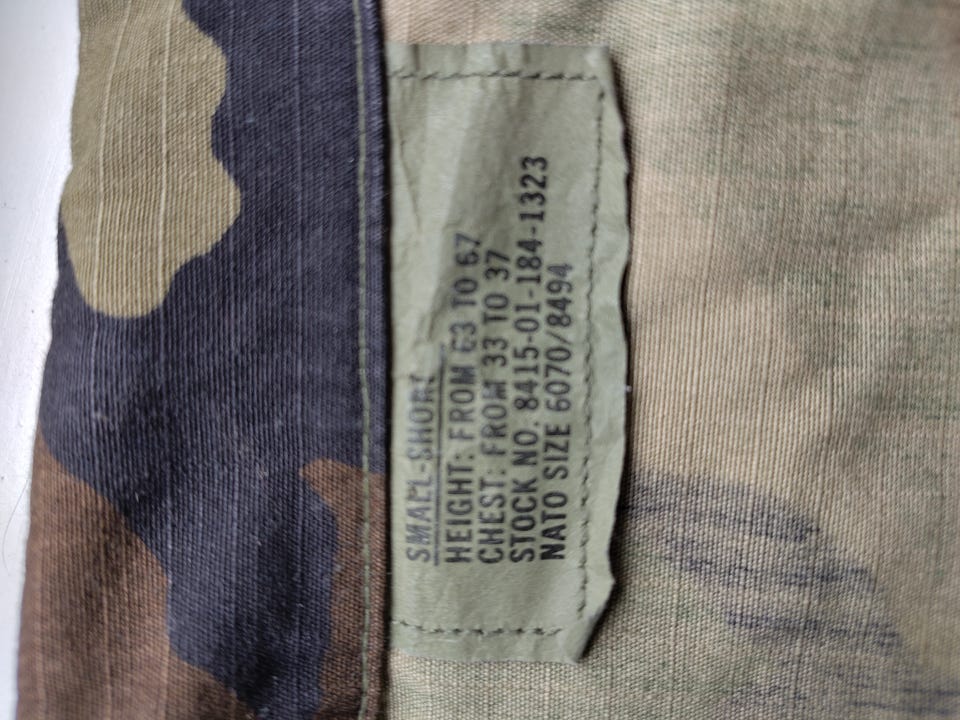 SMALL-SHORT
HEIGHT: FROM 63 TO 67
CHEST: FROM 33 TO 37
STOCK NO. 8415-01-184-1323
NATO SIZE 6070/8494